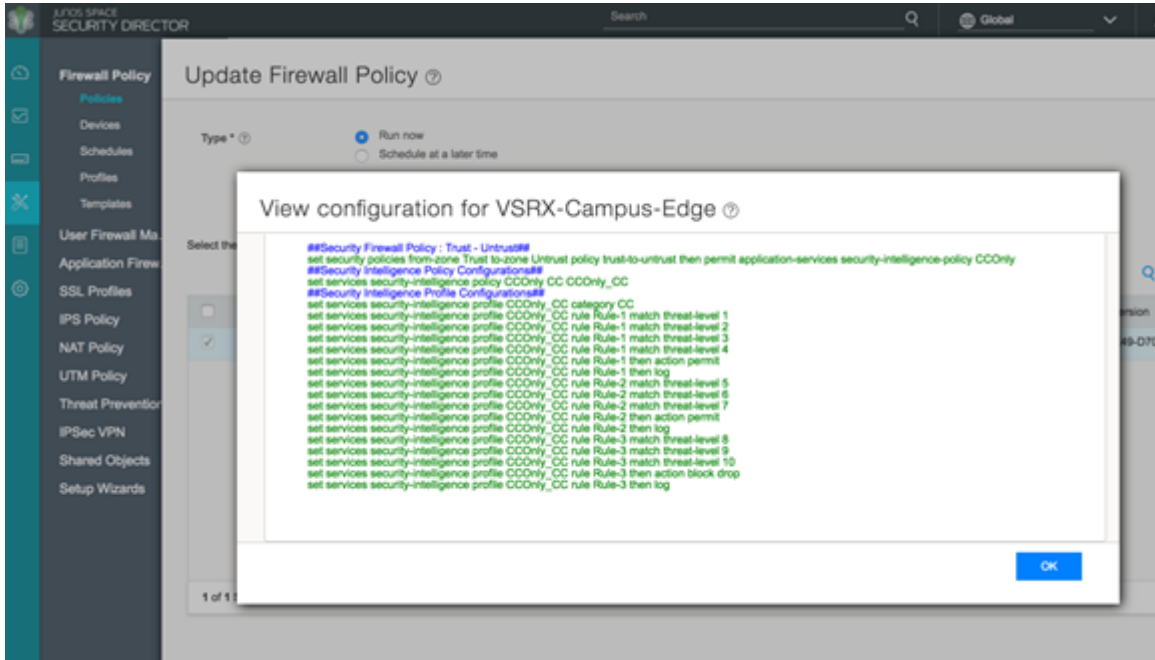 JUNOS SPACE
SECURITY DIRECTOR
Search
Global
Firewall Policy
Policies
Devices
Schedules
Profiles
Templates
User Firewall Ma..
Application Firew..
SSL Profiles
IPS Policy
NAT Policy
UTM Policy
Threat Prevention
IPSec VPN
Shared Objects
Setup Wizards
Update Firewall Policy
Type *
Run now
Schedule at a later time
Select the
ersion
49-D70
1 of 1
View configuration for VSRX-Campus-Edge
##Security Firewall Policy : Trust - Untrust##
set security policies from-zone Trust to-zone Untrust policy trust-to-untrust then permit application-services security-intelligence-policy CCOnly
##Security Intelligence Policy Configurations##
set services security-intelligence policy CCOnly CC CCOnly_CC
##Security Intelligence Profile Configurations##
set services security-intelligence profile CCOnly_CC category CC
set services security-intelligence profile CCOnly_CC rule Rule-1 match threat-level 1
set services security-intelligence profile CCOnly_CC rule Rule-1 match threat-level 2
set services security-intelligence profile CCOnly_CC rule Rule-1 match threat-level 3
set services security-intelligence profile CCOnly_CC rule Rule-1 match threat-level 4
set services security-intelligence profile CCOnly_CC rule Rule-1 then action permit
set services security-intelligence profile CCOnly_CC rule Rule-1 then log
set services security-intelligence profile CCOnly_CC rule Rule-2 match threat-level 5
set services security-intelligence profile CCOnly_CC rule Rule-2 match threat-level 6
set services security-intelligence profile CCOnly_CC rule Rule-2 match threat-level 7
set services security-intelligence profile CCOnly_CC rule Rule-2 then action permit
set services security-intelligence profile CCOnly_CC rule Rule-2 then log
set services security-intelligence profile CCOnly_CC rule Rule-3 match threat-level 8
set services security-intelligence profile CCOnly_CC rule Rule-3 match threat-level 9
set services security-intelligence profile CCOnly_CC rule Rule-3 match threat-level 10
set services security-intelligence profile CCOnly_CC rule Rule-3 then action block drop
set services security-intelligence profile CCOnly_CC rule Rule-3 then log
OK